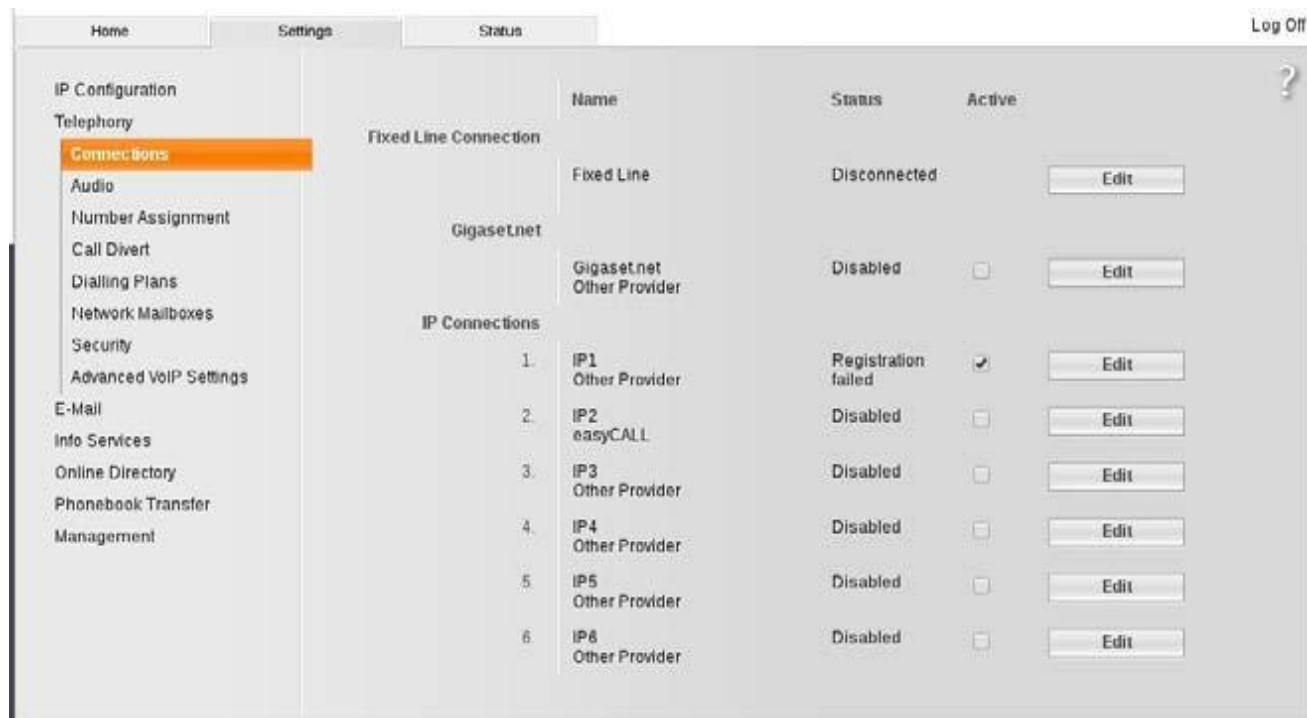 Home Settings Status Log Off
?
IP Configuration
Telephony
Connections
Audio
Number Assignment
Call Divert
Dialling Plans
Network Mailboxes
Security
Advanced VoIP Settings
E-Mail
Info Services
Online Directory
Phonebook Transfer
Management
Name Status Active
Fixed Line Connection
Fixed Line Disconnected Edit
Gigaset.net
Gigaset.net Disabled Edit
Other Provider
IP Connections
1. IP1 Registration Edit
Other Provider failed
2. IP2 Disabled Edit
easyCALL
3. IP3 Disabled Edit
Other Provider
4. IP4 Disabled Edit
Other Provider
5. IP5 Disabled Edit
Other Provider
6. IP6 Disabled Edit
Other Provider